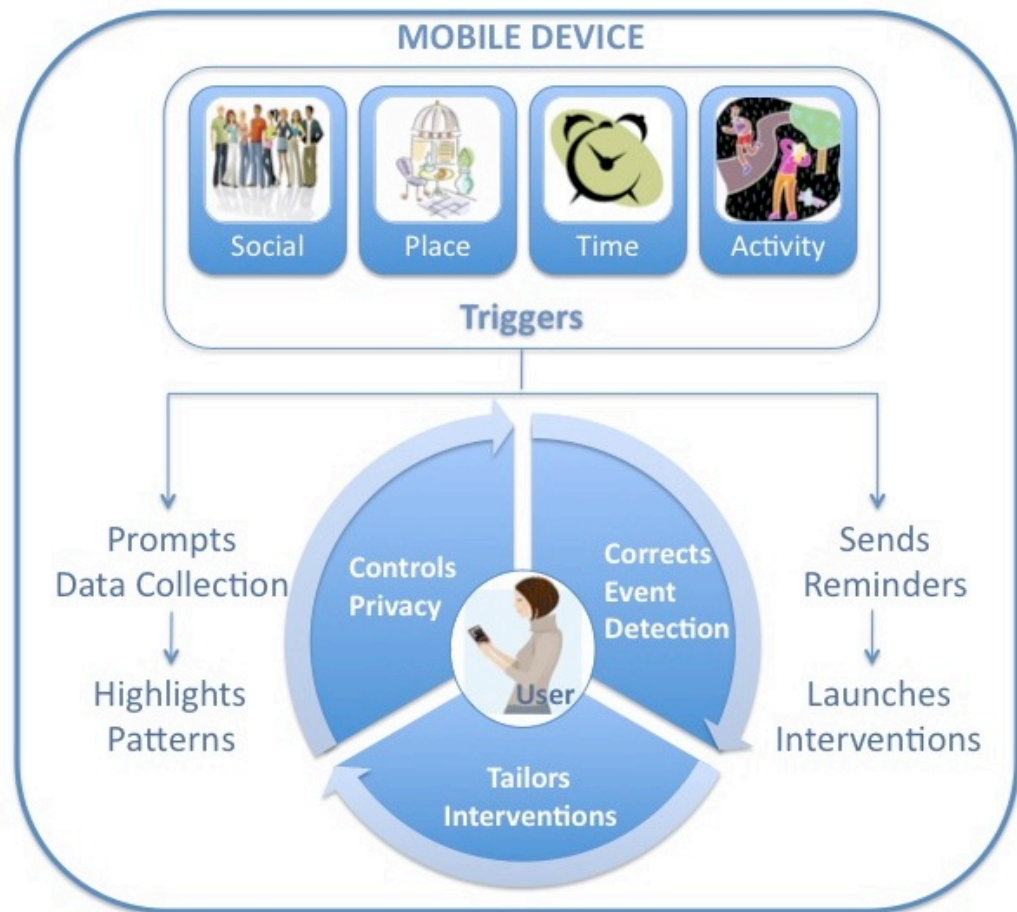 MOBILE DEVICE
Social
Place
Time
Activity
Triggers
Prompts
Data Collection
Highlights
Patterns
Controls
Privacy
Corrects
Event
Detection
User
Tailors
Interventions
Sends
Reminders
Launches
Interventions